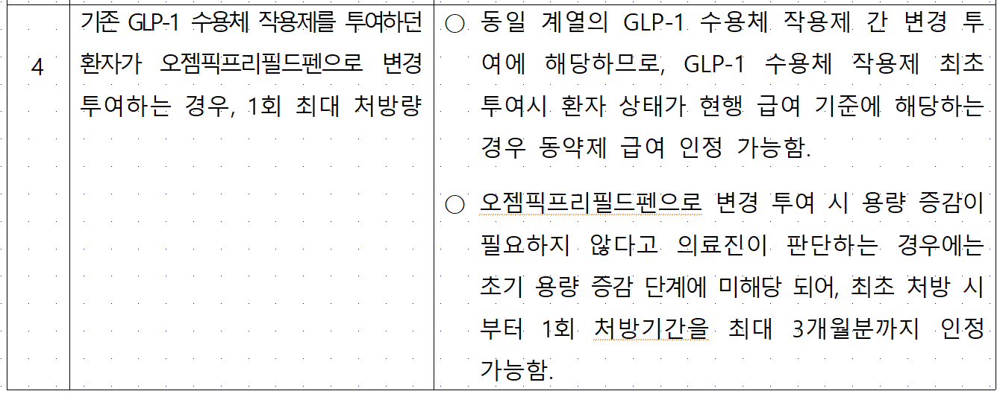 4
기존 GLP-1 수용체 작용제를 투여하던
환자가 오젬픽프리필드펜으로 변경
투여하는 경우, 1회 최대 처방량
○ 동일 계열의 GLP-1 수용체 작용제 간 변경 투
여에 해당하므로, GLP-1 수용체 작용제 최초
투여시 환자 상태가 현행 급여 기준에 해당하는
경우 동약제 급여 인정 가능함.
○ 오젬픽프리필드펜으로 변경 투여 시 용량 증감이
필요하지 않다고 의료진이 판단하는 경우에는
초기 용량 증감 단계에 미해당 되어, 최초 처방 시
부터 1회 처방기간을 최대 3개월분까지 인정
가능함.